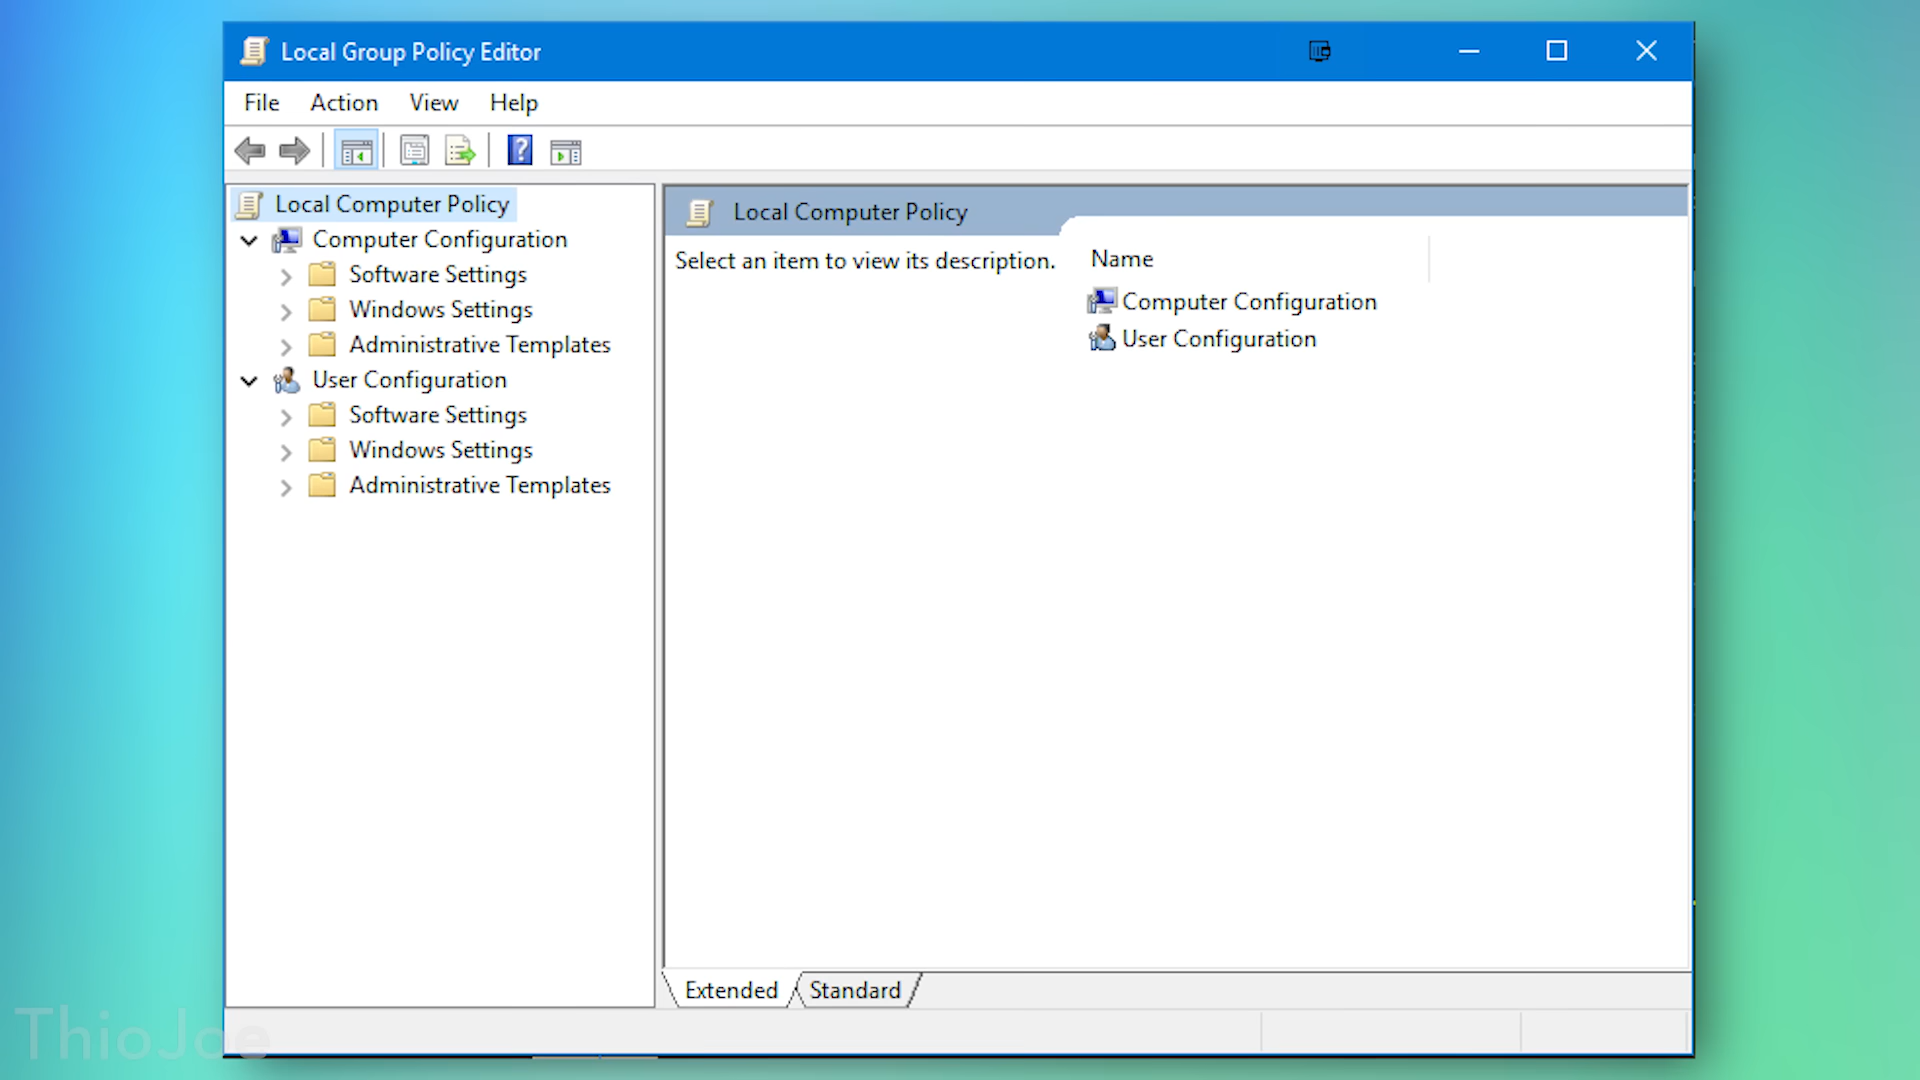 Local Group Policy Editor
File Action View Help
Local Computer Policy
Computer Configuration
Software Settings
Windows Settings
Administrative Templates
User Configuration
Software Settings
Windows Settings
Administrative Templates
Local Computer Policy
Select an item to view its description.
Name
Computer Configuration
User Configuration
Extended Standard
ThioJoe